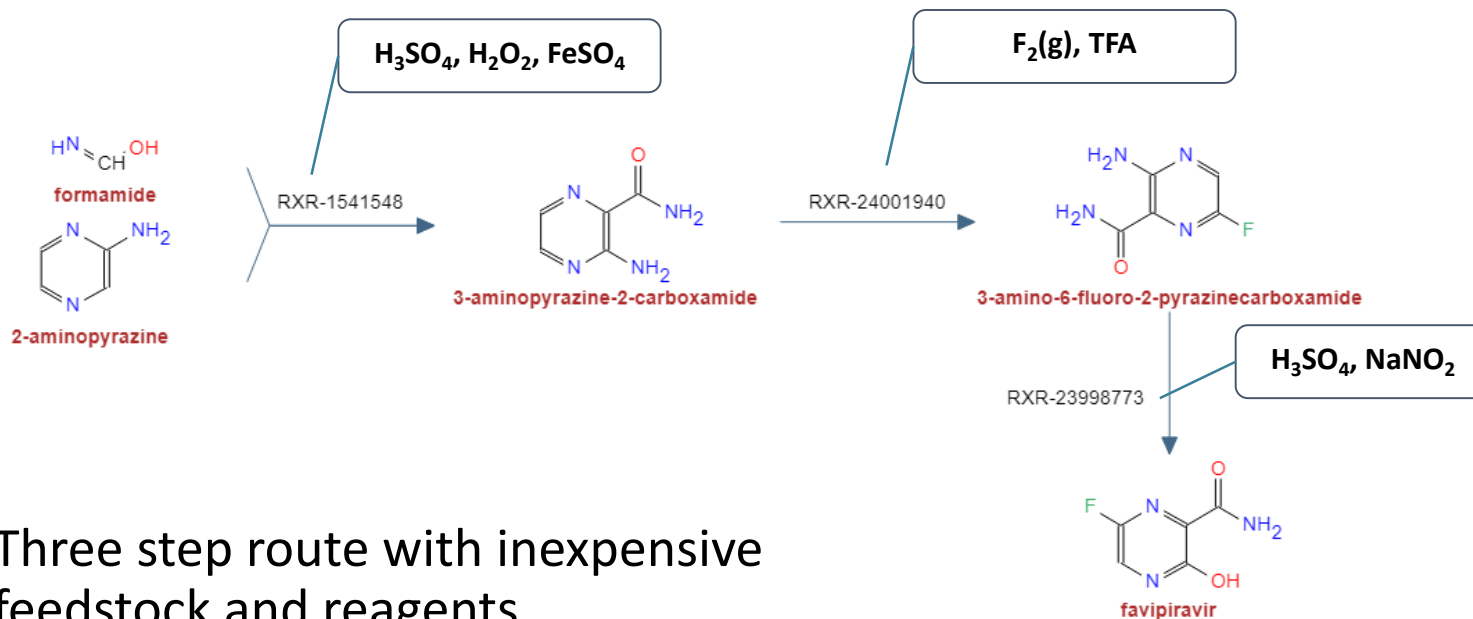 H₃SO₄, H₂O₂, FeSO₄
F₂(g), TFA
HN
CH
OH
formamide
N
NH₂
N
2-aminopyrazine
RXR-1541548
O
N
NH₂
N
NH₂
3-aminopyrazine-2-carboxamide
RXR-24001940
H₂N
N
H₂N
N
F
O
3-amino-6-fluoro-2-pyrazinecarboxamide
H₃SO₄, NaNO₂
RXR-23998773
O
F
N
NH₂
N
OH
favipiravir
Three step route with inexpensive
feedstock and reagents